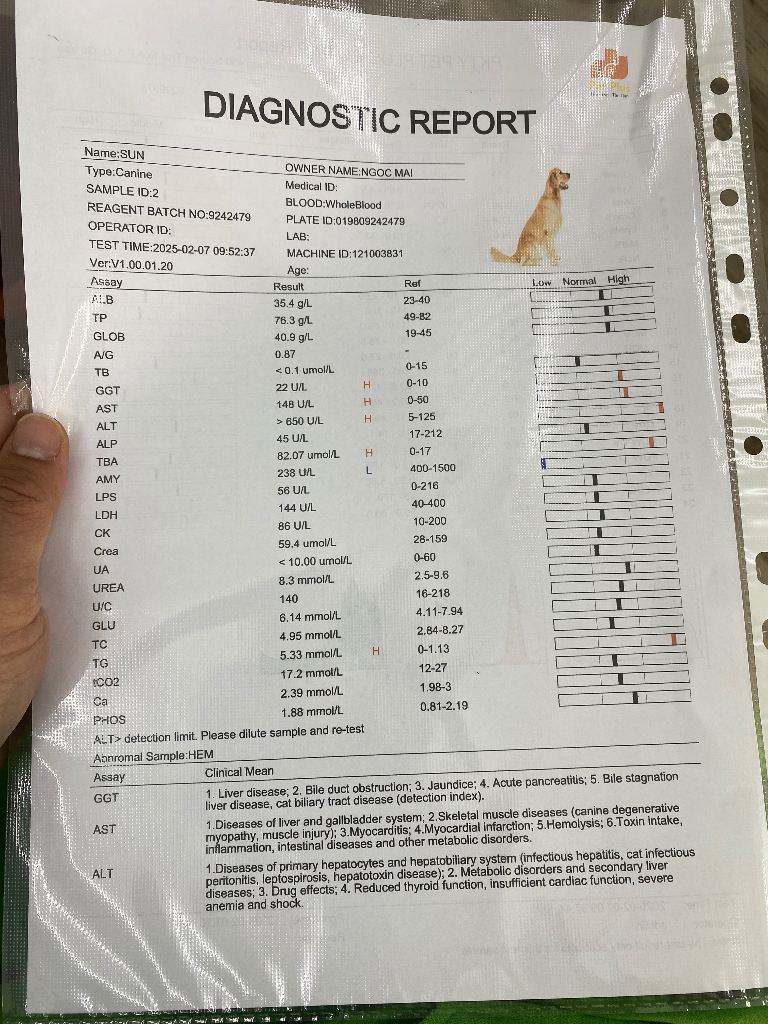 DIAGNOSTIC REPORT
Name:SUN
OWNER NAME:NGOC MAI
Type:Canine
Medical ID:
SAMPLE ID:2
BLOOD:WholeBlood
REAGENT BATCH NO:9242479
PLATE ID:019809242479
OPERATOR ID:
LAB:
TEST TIME:2025-02-07 09:52:37
MACHINE ID:121003831
Ver:V1.00.01.20
Age:
Assay Result Ref Low Normal High
ALB 35.4 g/L 23-40
TP 76.3 g/L 49-82
GLOB 40.9 g/L 19-45
A/G 0.87 -
TB < 0.1 umol/L 0-15
GGT 22 U/L H 0-10
AST 148 U/L H 0-50
ALT > 650 U/L H 5-125
ALP 45 U/L 17-212
TBA 82.07 umol/L H 0-17
AMY 238 U/L L 400-1500
LPS 56 U/L 0-216
LDH 144 U/L 40-400
CK 86 U/L 10-200
Crea 59.4 umol/L 28-159
UA < 10.00 umol/L 0-60
UREA 8.3 mmol/L 2.5-9.6
U/C 140 16-218
GLU 6.14 mmol/L 4.11-7.94
TC 4.95 mmol/L 2.84-8.27
TG 5.33 mmol/L H 0-1.13
tCO2 17.2 mmol/L 12-27
Ca 2.39 mmol/L 1.98-3
PHOS 1.88 mmol/L 0.81-2.19
ALT> detection limit. Please dilute sample and re-test
Abnromal Sample:HEM
Assay Clinical Mean
GGT 1. Liver disease; 2. Bile duct obstruction; 3. Jaundice; 4. Acute pancreatitis; 5. Bile stagnation
liver disease, cat biliary tract disease (detection index).
AST 1.Diseases of liver and gallbladder system; 2.Skeletal muscle diseases (canine degenerative
myopathy, muscle injury); 3.Myocarditis; 4.Myocardial infarction; 5.Hemolysis; 6.Toxin intake,
inflammation, intestinal diseases and other metabolic disorders.
ALT 1.Diseases of primary hepatocytes and hepatobiliary system (infectious hepatitis, cat infectious
peritonitis, leptospirosis, hepatotoxin disease); 2. Metabolic disorders and secondary liver
diseases; 3. Drug effects; 4. Reduced thyroid function, insufficient cardiac function, severe
anemia and shock.